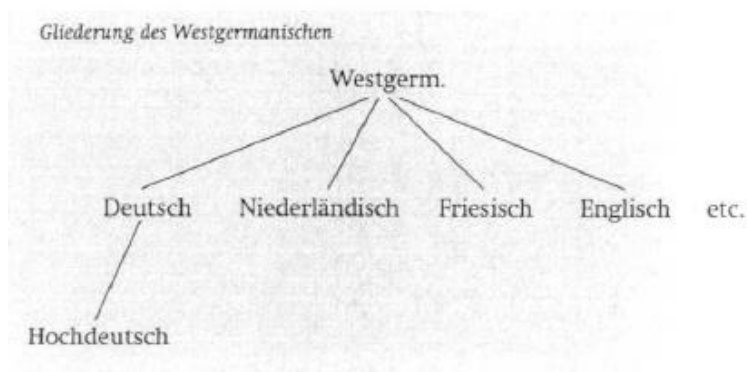 Gliederung des Westgermanischen
Westgerm.
Deutsch Niederländisch Friesisch Englisch etc.
Hochdeutsch